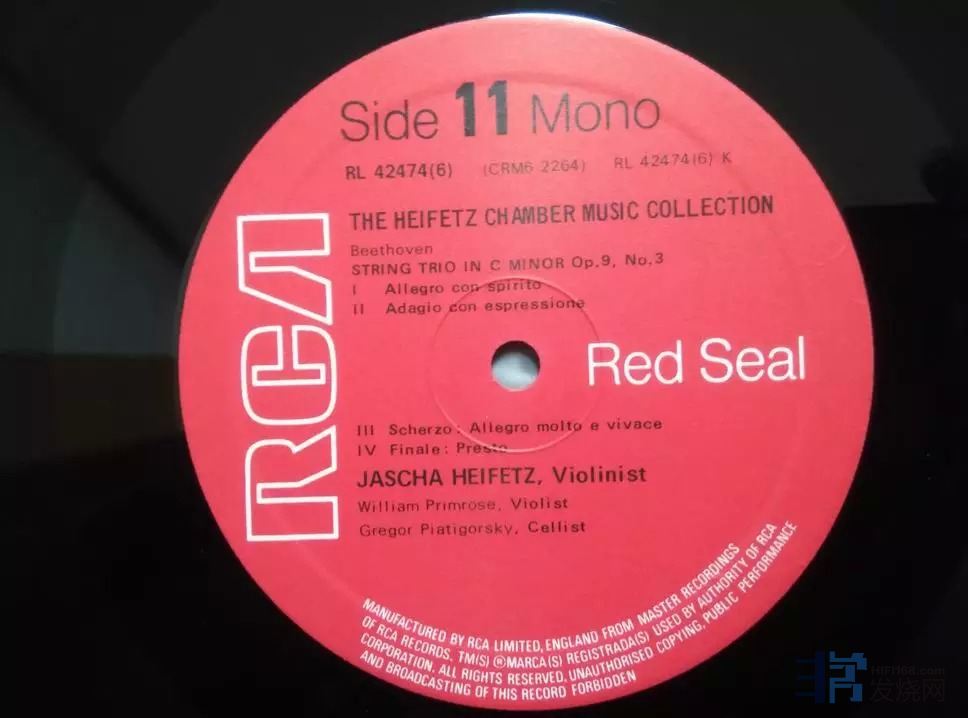 Side 11 Mono
RL 42474(6) (CRM6 2264) RL 42474(6) K
THE HEIFETZ CHAMBER MUSIC COLLECTION
Beethoven
STRING TRIO IN C MINOR Op.9, No.3
I Allegro con spirito
II Adagio con espressione
RCA
Red Seal
III Scherzo: Allegro molto e vivace
IV Finale: Presto
JASCHA HEIFETZ, Violinist
William Primrose, Violist
Gregor Piatigorsky, Cellist
MANUFACTURED BY RCA LIMITED, ENGLAND FROM MASTER RECORDINGS
OF RCA RECORDS. TM(S) ® MARCA(S) REGISTRADA(S) USED BY AUTHORITY OF RCA
CORPORATION. ALL RIGHTS RESERVED. UNAUTHORISED COPYING, PUBLIC PERFORMANCE
AND BROADCASTING OF THIS RECORD FORBIDDEN
HIFI168.com
发烧网